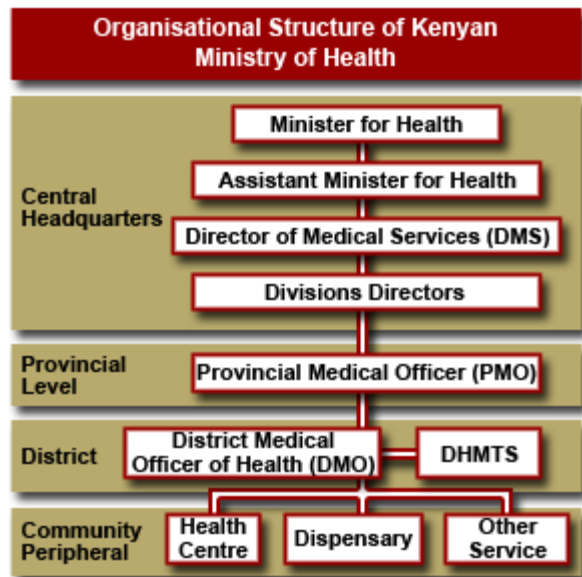 Organisational Structure of Kenyan
Ministry of Health
Central
Headquarters
Minister for Health
Assistant Minister for Health
Director of Medical Services (DMS)
Divisions Directors
Provincial
Level
Provincial Medical Officer (PMO)
District
District Medical
Officer of Health (DMO)
DHMTS
Community
Peripheral
Health
Centre
Dispensary
Other
Service